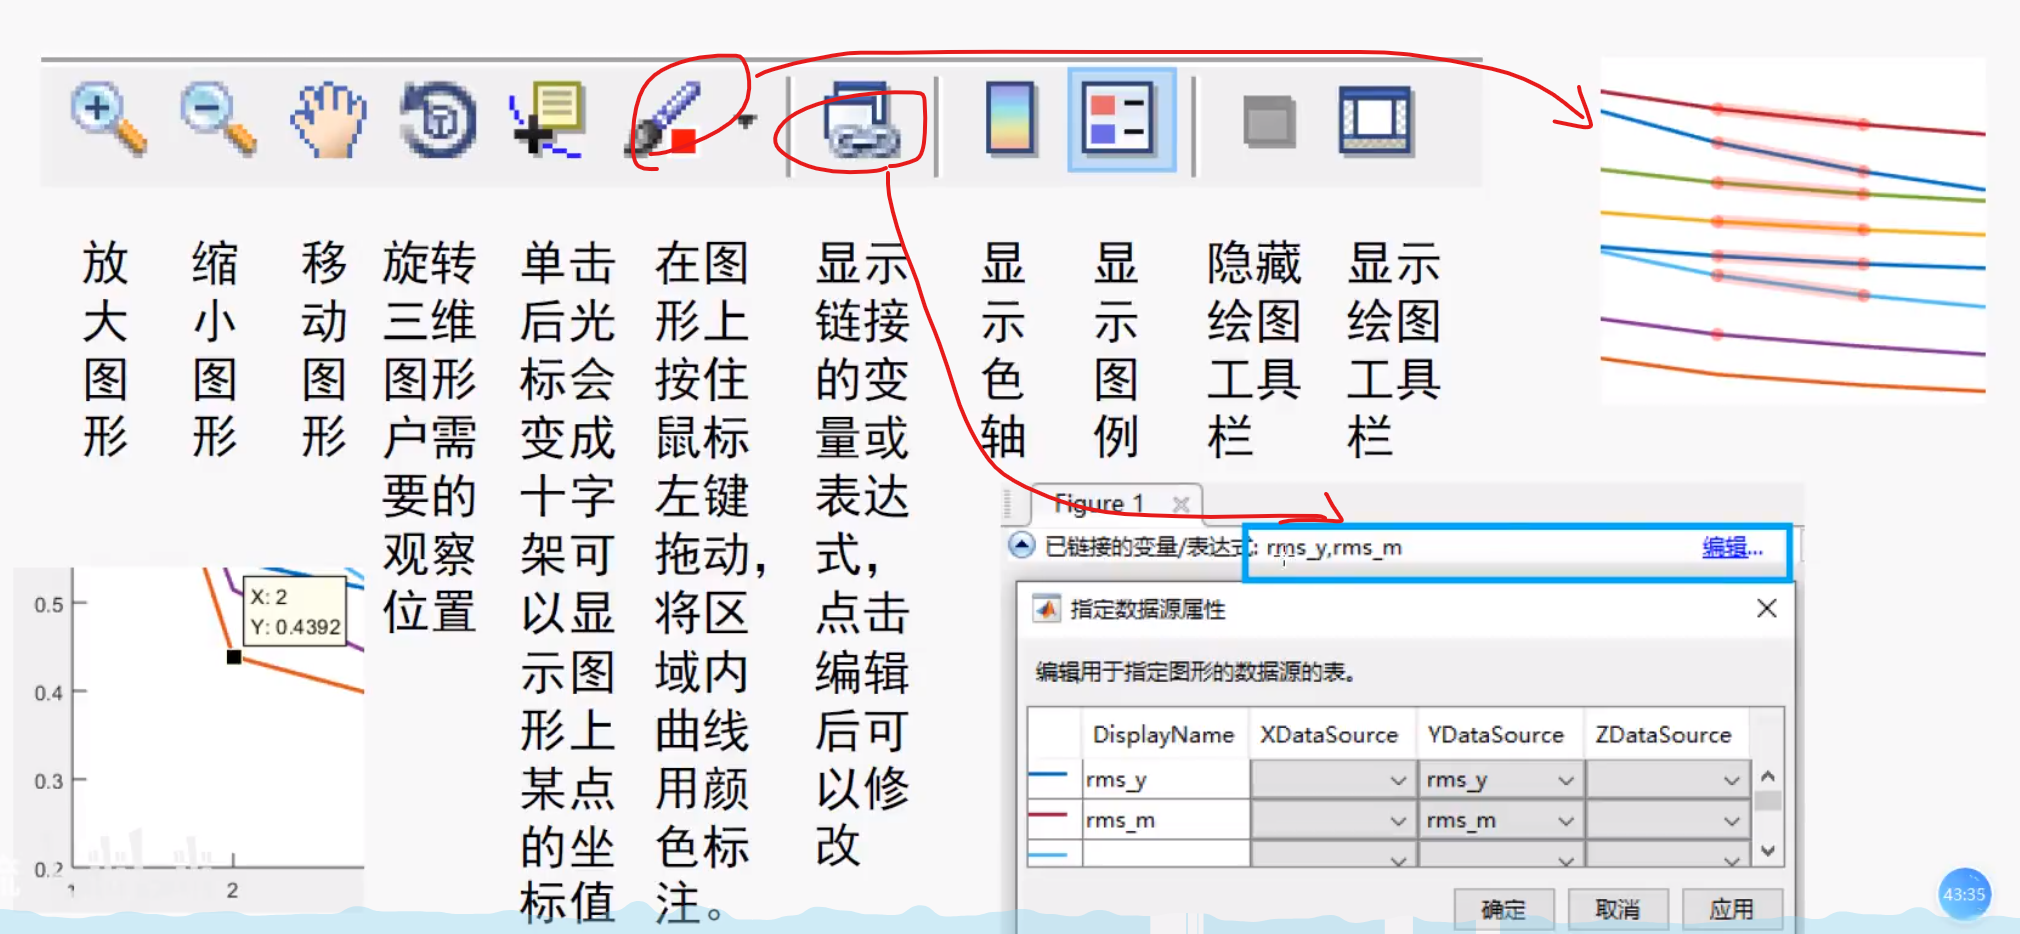 放大图形
缩小图形
移动图形
旋转三维图形户需要的观察位置
单击后光标会变成十字架可以显示图形上某点的坐标值
在图形上按住鼠标左键拖动，将区域内曲线用颜色标注。
显示链接的变量或表达式，点击编辑后可以修改
显示色轴
显示图例
隐藏绘图工具栏
显示绘图工具栏
Figure 1
已链接的变量/表达式: rms_y,rms_m 编辑...
指定数据源属性
编辑用于指定图形的数据源的表。
DisplayName XDataSource YDataSource ZDataSource
rms_y rms_y
rms_m rms_m
确定 取消 应用
X: 2
Y: 0.4392
0.5
0.4
0.3
0.2
1 2
43:35